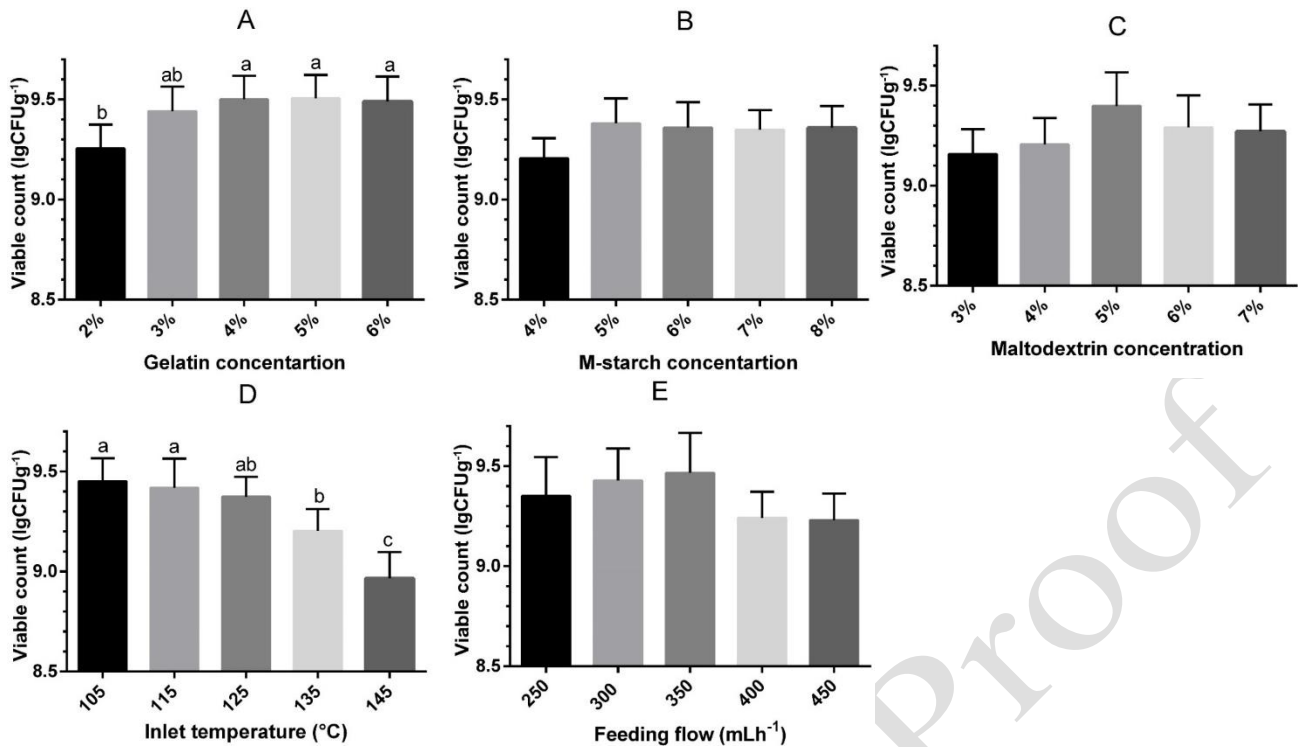 A
Viable count (lgCFUg⁻¹)
9.5
9.0
8.5
b
ab
a
a
a
2%
3%
4%
5%
6%
Gelatin concentartion
B
Viable count (lgCFUg⁻¹)
9.5
9.0
8.5
4%
5%
6%
7%
8%
M-starch concentartion
C
Viable count (lgCFUg⁻¹)
9.5
9.0
8.5
3%
4%
5%
6%
7%
Maltodextrin concentration
D
Viable count (lgCFUg⁻¹)
9.5
9.0
8.5
a
a
ab
b
c
105
115
125
135
145
Inlet temperature (°C)
E
Viable count (lgCFUg⁻¹)
9.5
9.0
8.5
250
300
350
400
450
Feeding flow (mLh⁻¹)
Proof